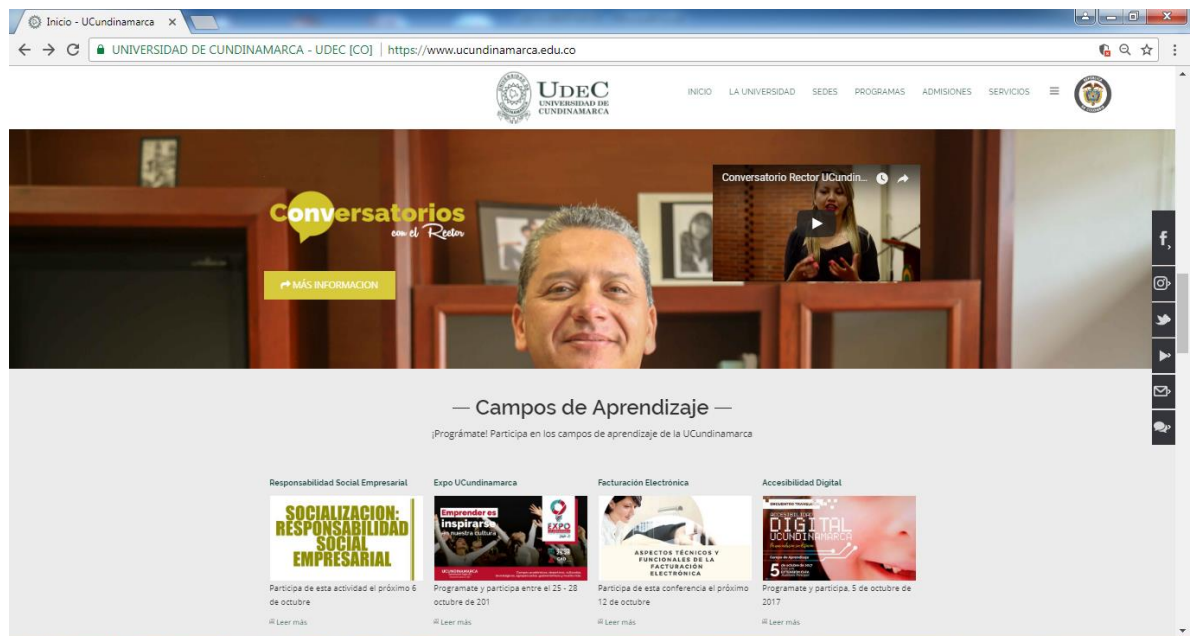 Inicio - UCundinamarca
UNIVERSIDAD DE CUNDINAMARCA - UDEC [CO] | https://www.ucundinamarca.edu.co
UDEC
UNIVERSIDAD DE
CUNDINAMARCA
INICIO LA UNIVERSIDAD SEDES PROGRAMAS ADMISIONES SERVICIOS
Conversatorios
con el Rector
MÁS INFORMACION
Conversatorio Rector UCundin...
— Campos de Aprendizaje —
¡Prográmate! Participa en los campos de aprendizaje de la UCundinamarca
Responsabilidad Social Empresarial
SOCIALIZACION:
RESPONSABILIDAD
SOCIAL
EMPRESARIAL
Participa de esta actividad el próximo 6
de octubre
Leer más
Expo UCundinamarca
Emprender es
inspirarse
en nuestra cultura
EXPO
UCUNDINAMARCA
Programate y participa entre el 25 - 28
octubre de 201
Leer más
Facturación Electrónica
ASPECTOS TÉCNICOS Y
FUNCIONALES DE LA
FACTURACIÓN
ELECTRÓNICA
Participa de esta conferencia el próximo
12 de octubre
Leer más
Accesibilidad Digital
ACCESIBILIDAD
DIGITAL
UCUNDINAMARCA
5
Programate y participa, 5 de octubre de
2017
Leer más